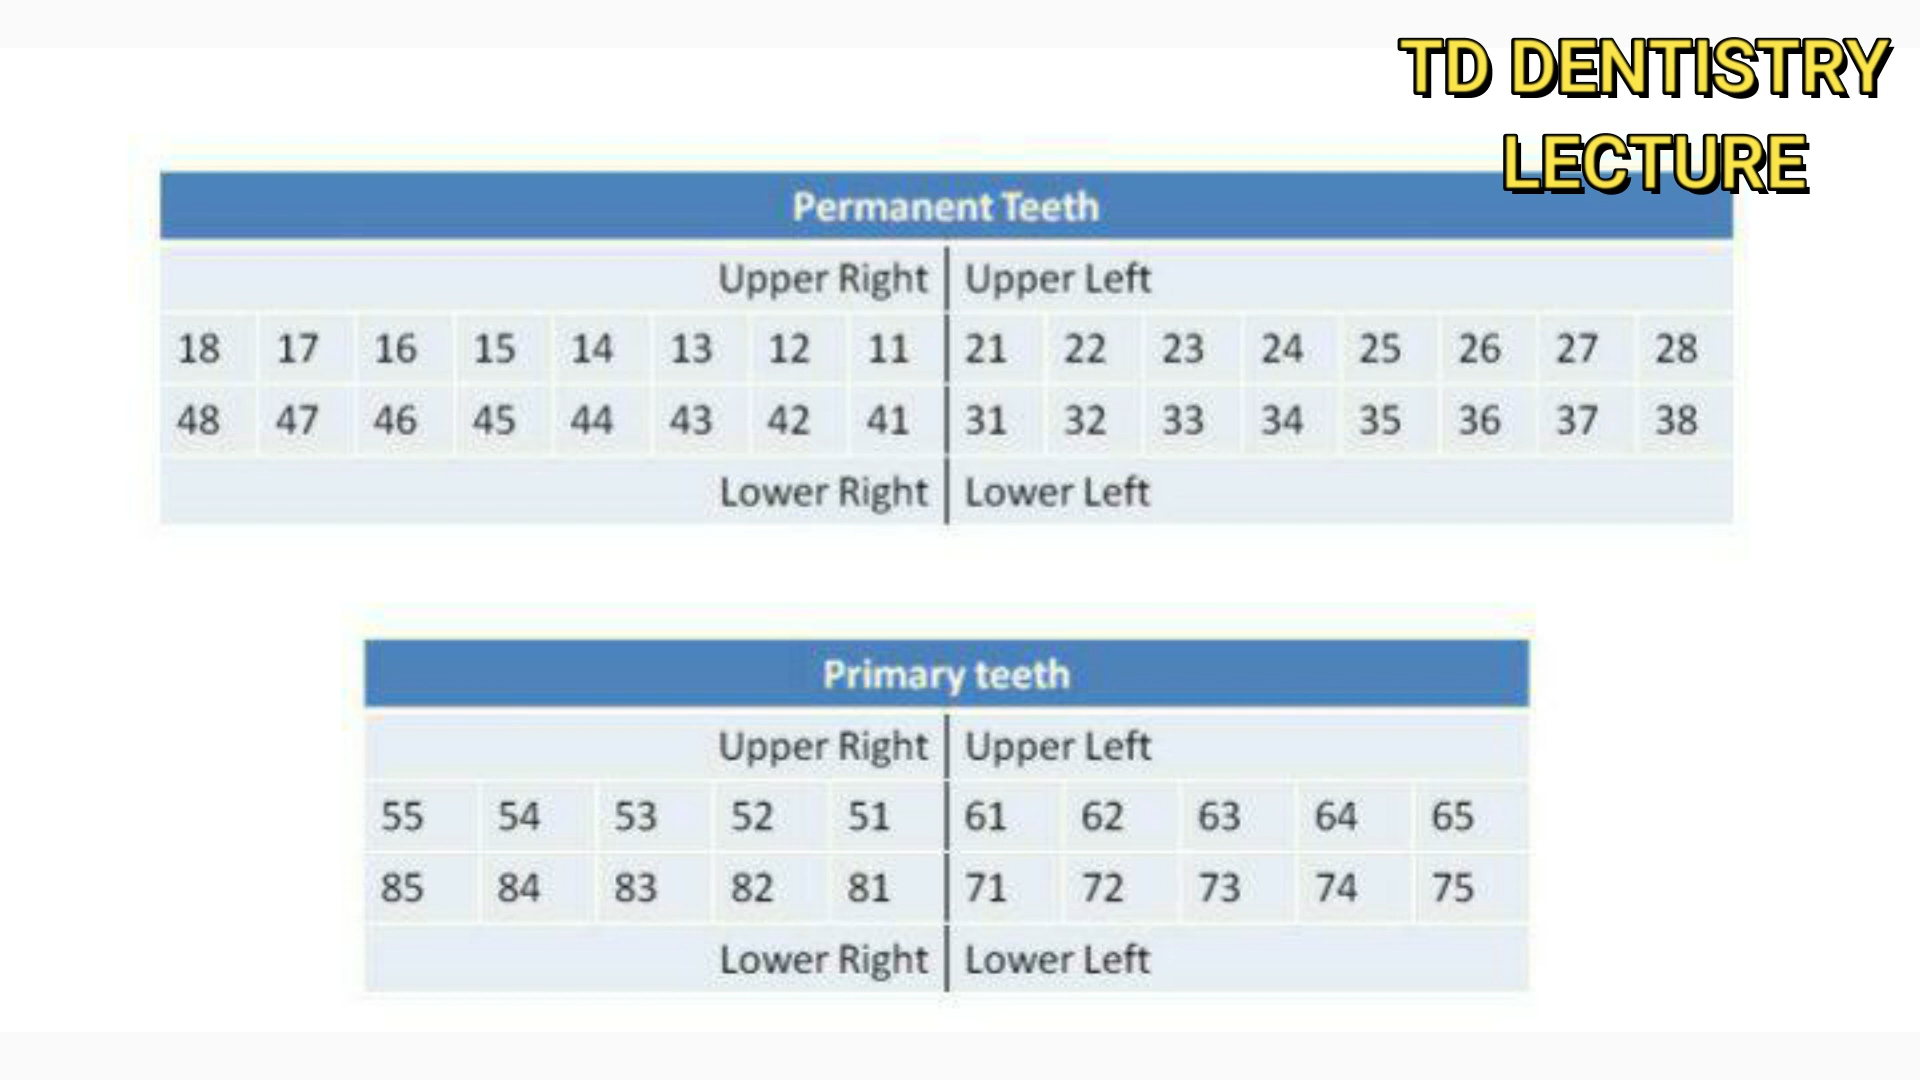 TD DENTISTRY
LECTURE
Permanent Teeth
Upper Right Upper Left
18 17 16 15 14 13 12 11 21 22 23 24 25 26 27 28
48 47 46 45 44 43 42 41 31 32 33 34 35 36 37 38
Lower Right Lower Left
Primary teeth
Upper Right Upper Left
55 54 53 52 51 61 62 63 64 65
85 84 83 82 81 71 72 73 74 75
Lower Right Lower Left